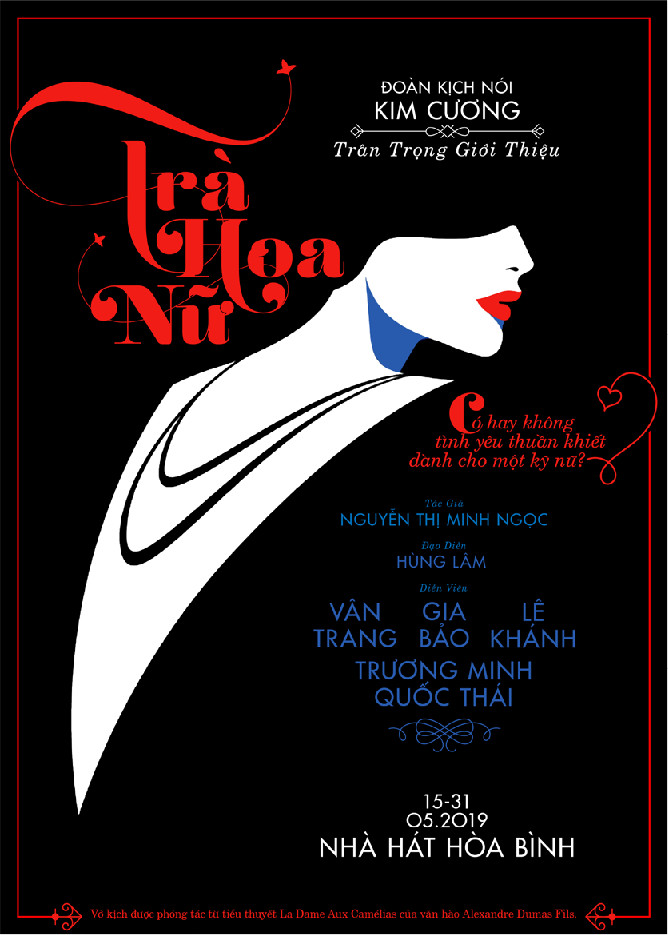 ĐOÀN KỊCH NÓI
KIM CƯƠNG
Trân Trọng Giới Thiệu
Trà
Hoa
Nữ
Có hay không
tình yêu thuần khiết
dành cho một kỹ nữ?
Tác Giả
NGUYỄN THỊ MINH NGỌC
Đạo Diễn
HÙNG LÂM
Diễn Viên
VÂN TRANG
GIA BẢO
LÊ KHÁNH
TRƯƠNG MINH
QUỐC THÁI
15-31
05.2019
NHÀ HÁT HÒA BÌNH
Vở kịch được phóng tác từ tiểu thuyết La Dame Aux Camélias của văn hào Alexandre Dumas Fils.